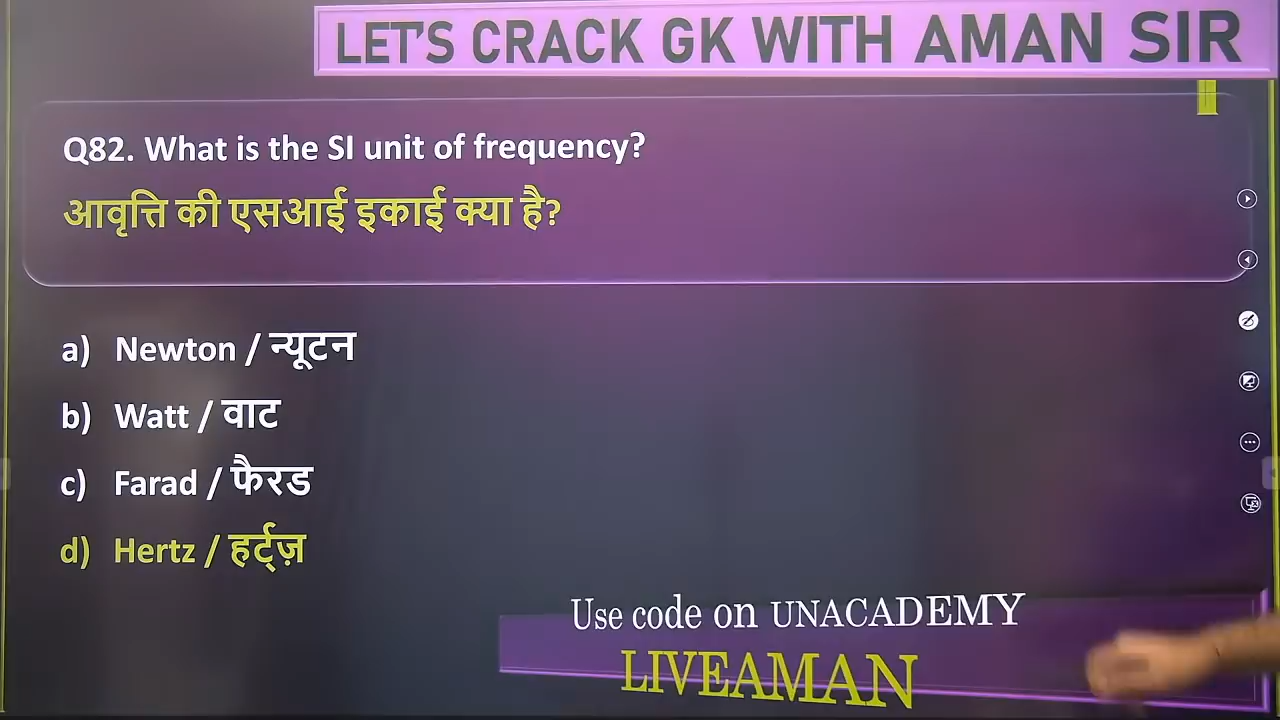 LET'S CRACK GK WITH AMAN SIR
Q82. What is the SI unit of frequency?
आवृत्ति की एसआई इकाई क्या है?
a) Newton / न्यूटन
b) Watt / वाट
c) Farad / फैरड
d) Hertz / हर्ट्ज़
Use code on UNACADEMY
LIVEAMAN